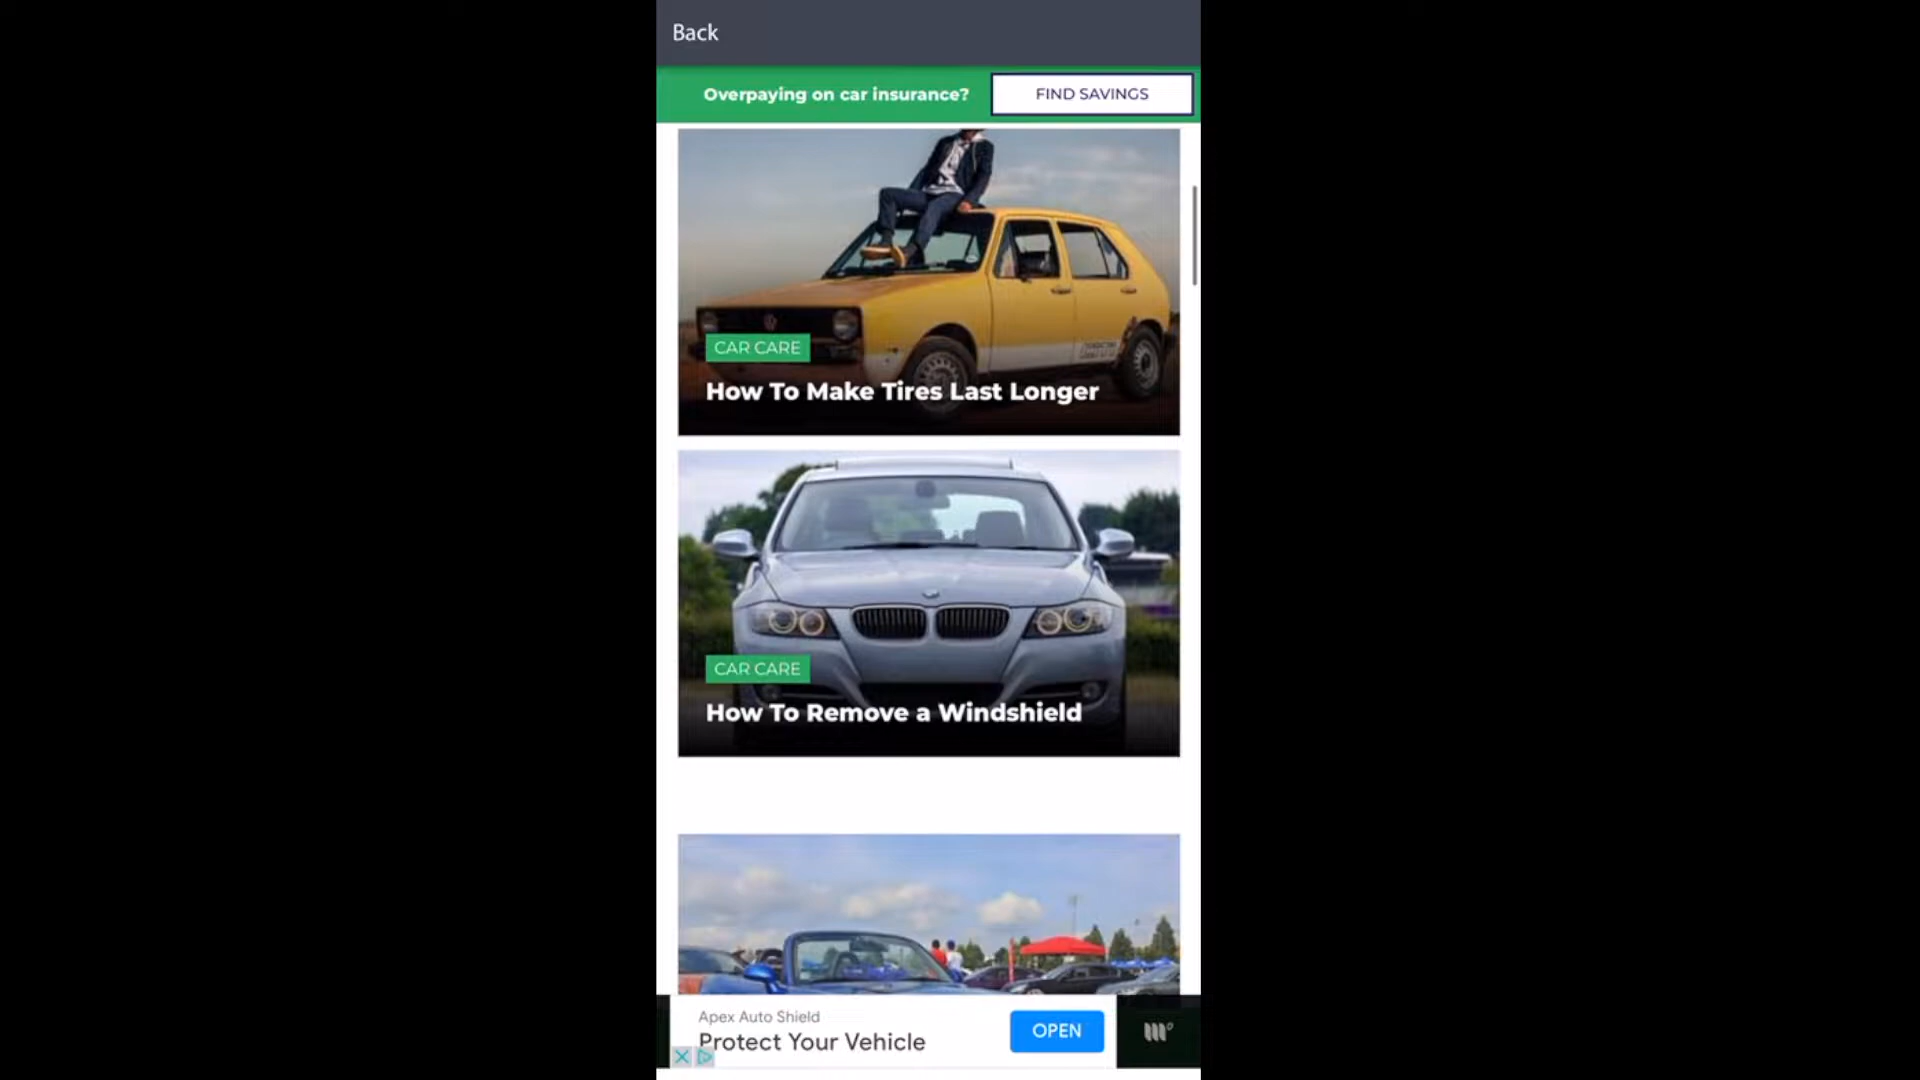 Back
Overpaying on car insurance?
FIND SAVINGS
CAR CARE
How To Make Tires Last Longer
CAR CARE
How To Remove a Windshield
Apex Auto Shield
Protect Your Vehicle
OPEN